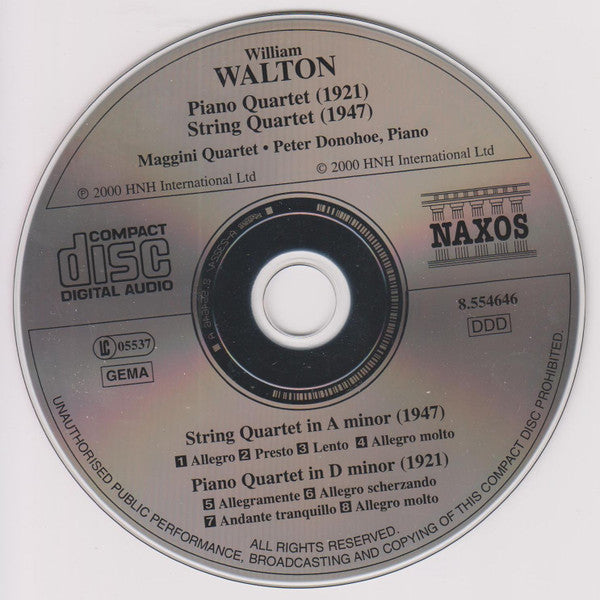 William
WALTON
Piano Quartet (1921)
String Quartet (1947)
Maggini Quartet • Peter Donohoe, Piano
℗ 2000 HNH International Ltd
© 2000 HNH International Ltd
COMPACT
disc
DIGITAL AUDIO
NAXOS
8.554646
DDD
LC 05537
GEMA
String Quartet in A minor (1947)
1 Allegro 2 Presto 3 Lento 4 Allegro molto
Piano Quartet in D minor (1921)
5 Allegramente 6 Allegro scherzando
7 Andante tranquillo 8 Allegro molto
ALL RIGHTS RESERVED.
UNAUTHORISED PUBLIC PERFORMANCE, BROADCASTING AND COPYING OF THIS COMPACT DISC PROHIBITED.